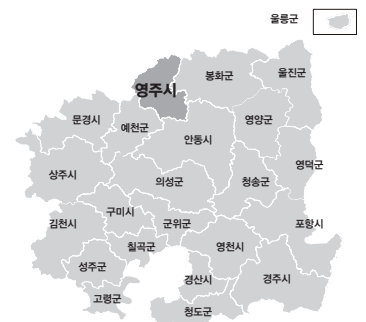 울릉군
영주시
봉화군
울진군
문경시
예천군
영양군
안동시
영덕군
상주시
의성군
청송군
구미시
김천시
군위군
포항시
칠곡군
영천시
성주군
경산시
경주시
고령군
청도군